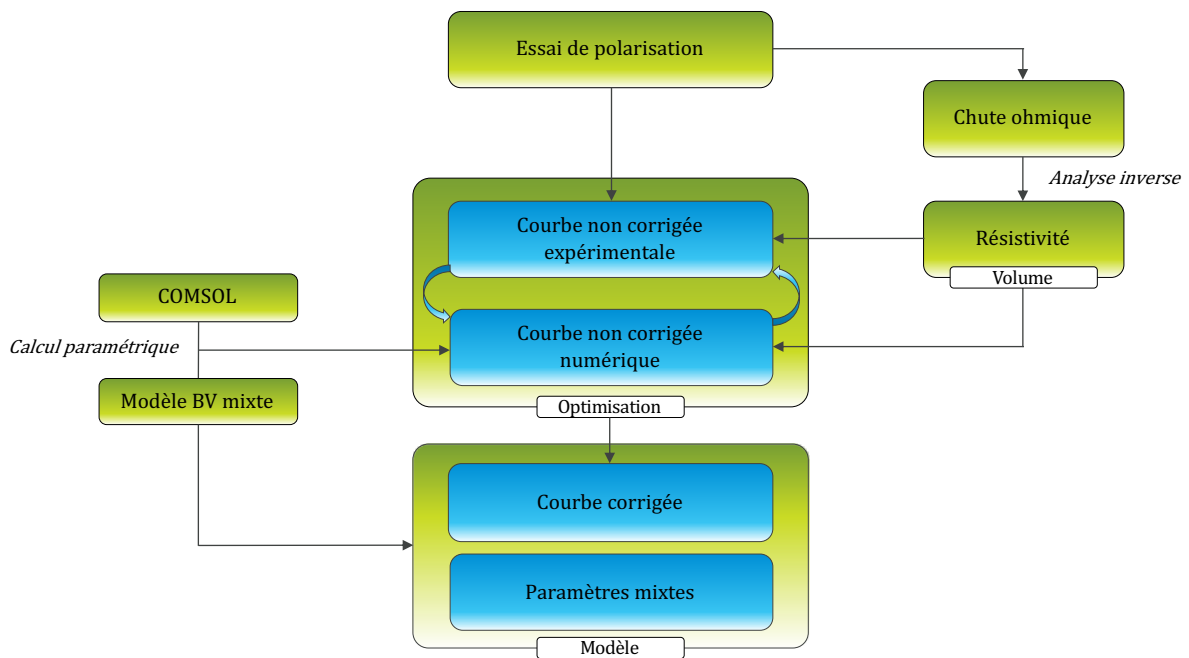 Essai de polarisation
Chute ohmique
Analyse inverse
Courbe non corrigée
expérimentale
Résistivité
Volume
COMSOL
Calcul paramétrique
Courbe non corrigée
numérique
Modèle BV mixte
Optimisation
Courbe corrigée
Paramètres mixtes
Modèle